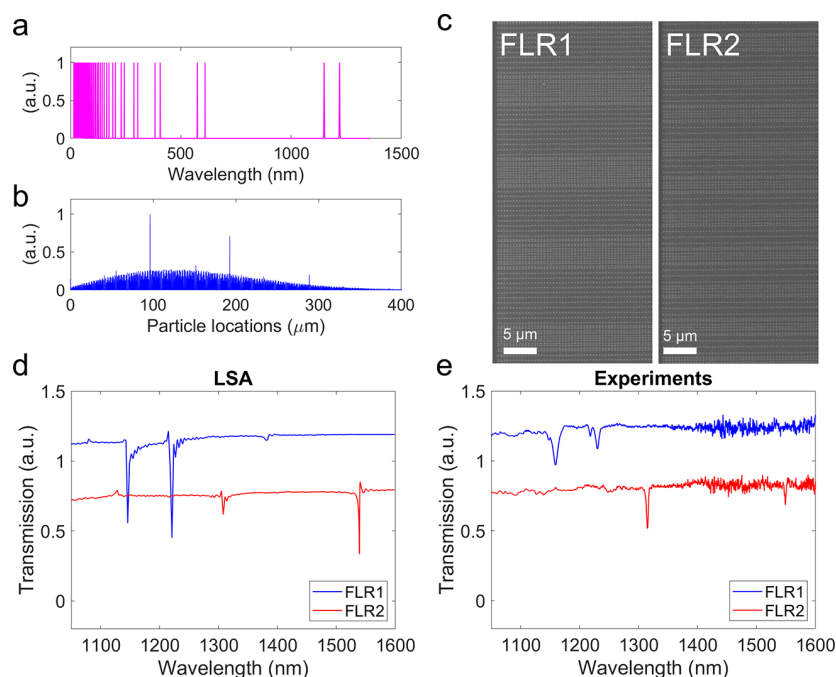 a
1
0.5
0
(a.u.)
0 500 1000 1500
Wavelength (nm)
b
1
0.5
0
(a.u.)
0 100 200 300 400
Particle locations (μm)
c
FLR1
5 μm
FLR2
5 μm
d
LSA
1.5
1
0.5
0
Transmission (a.u.)
FLR1
FLR2
1100 1200 1300 1400 1500 1600
Wavelength (nm)
e
Experiments
1.5
1
0.5
0
Transmission (a.u.)
FLR1
FLR2
1100 1200 1300 1400 1500 1600
Wavelength (nm)